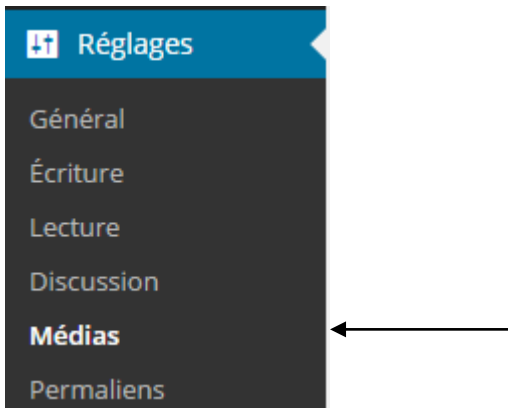 Réglages
Général
Écriture
Lecture
Discussion
Médias
Permaliens